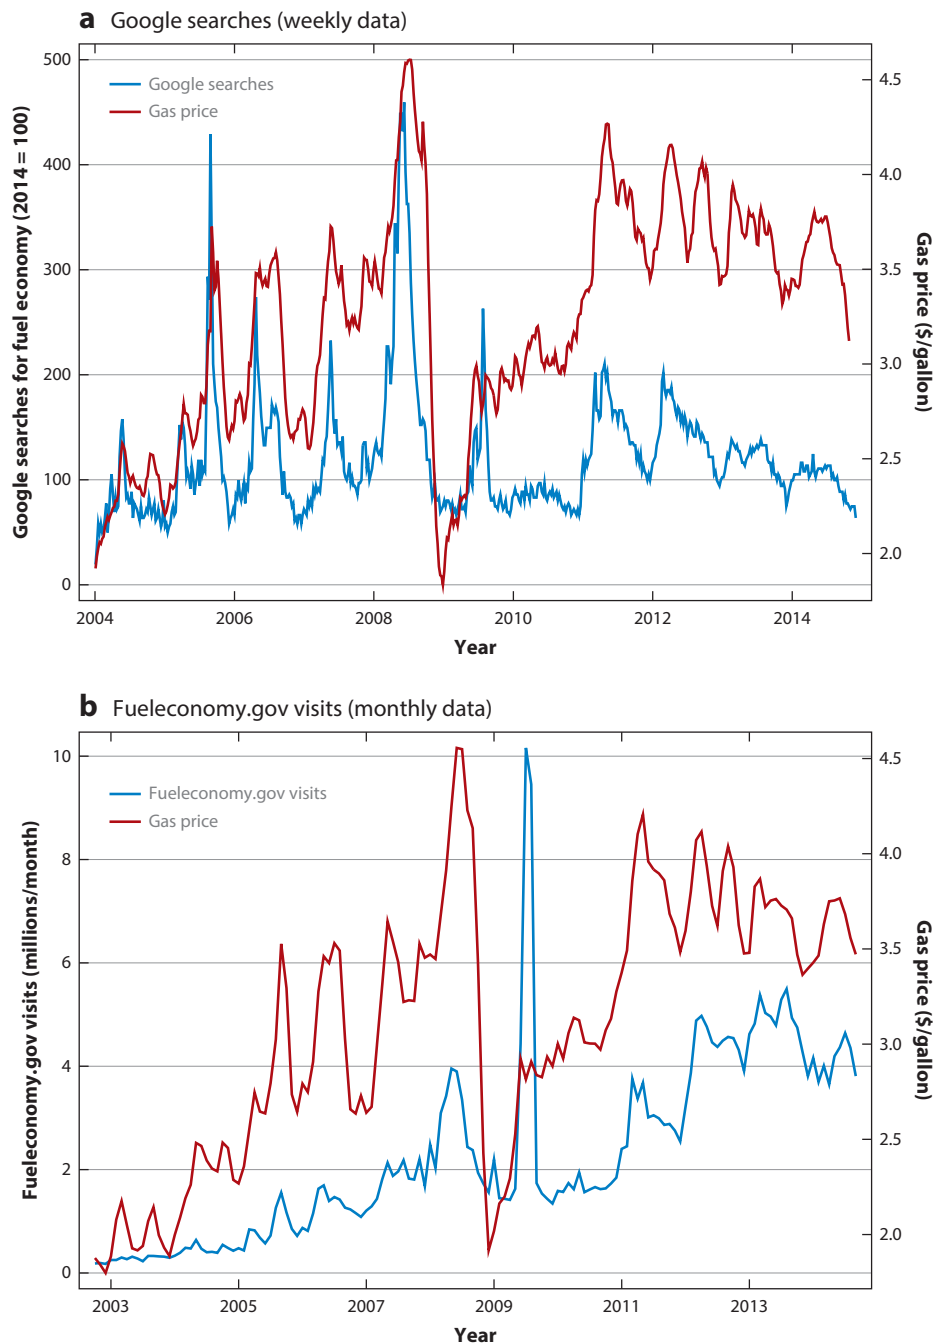 a Google searches (weekly data)
500
400
300
200
100
0
Google searches for fuel economy (2014 = 100)
Google searches
Gas price
4.5
4.0
3.5
3.0
2.5
2.0
Gas price ($/gallon)
2004 2006 2008 2010 2012 2014
Year
b Fueleconomy.gov visits (monthly data)
10
8
6
4
2
0
Fueleconomy.gov visits (millions/month)
Fueleconomy.gov visits
Gas price
4.5
4.0
3.5
3.0
2.5
2.0
Gas price ($/gallon)
2003 2005 2007 2009 2011 2013
Year